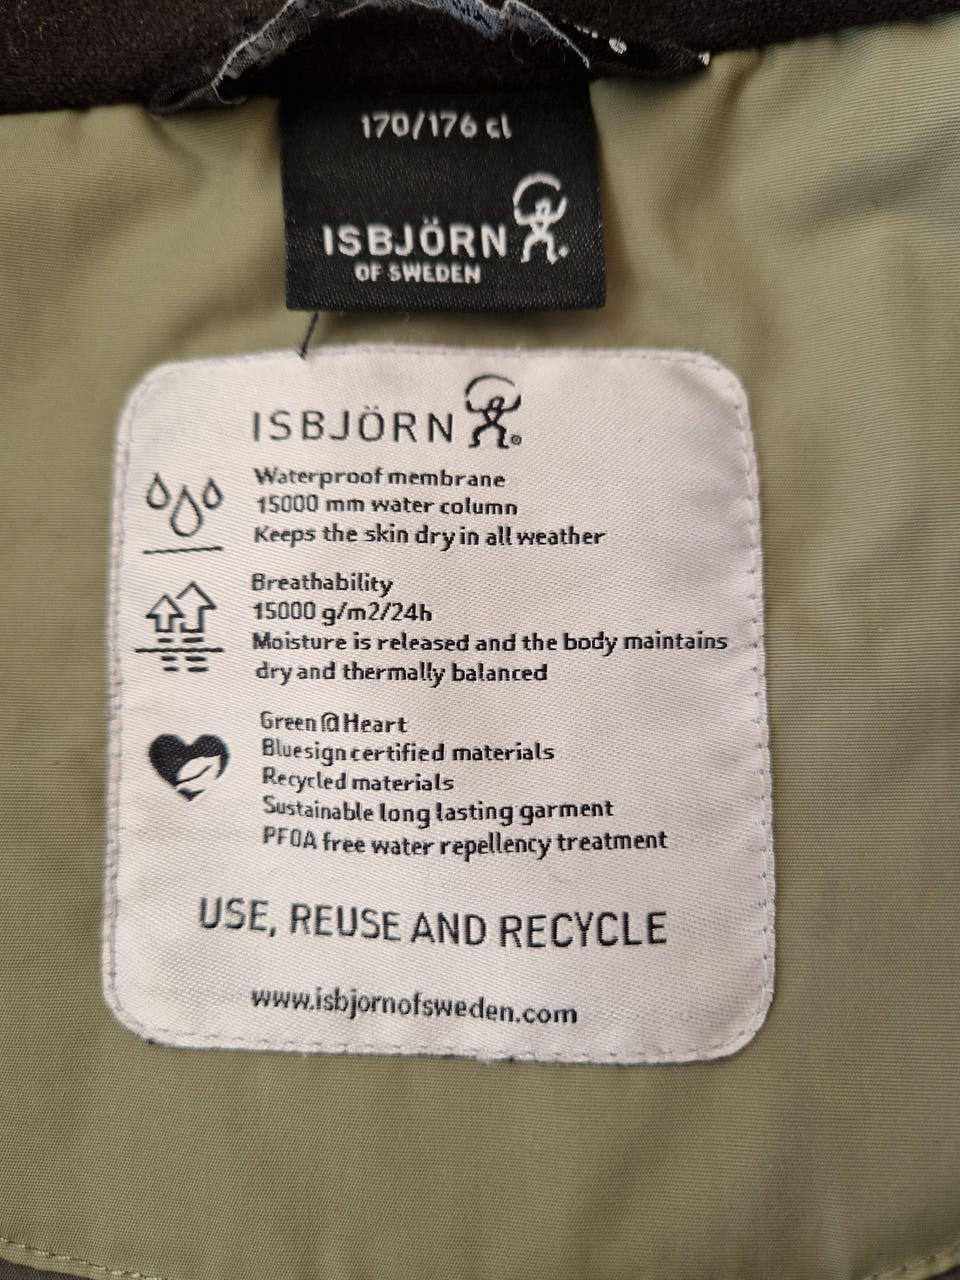 170/176 cl
ISBJÖRN
OF SWEDEN
ISBJÖRN
Waterproof membrane
15000 mm water column
Keeps the skin dry in all weather
Breathability
15000 g/m2/24h
Moisture is released and the body maintains
dry and thermally balanced
Green@Heart
Bluesign certified materials
Recycled materials
Sustainable long lasting garment
PFOA free water repellency treatment
USE, REUSE AND RECYCLE
www.isbjornofsweden.com